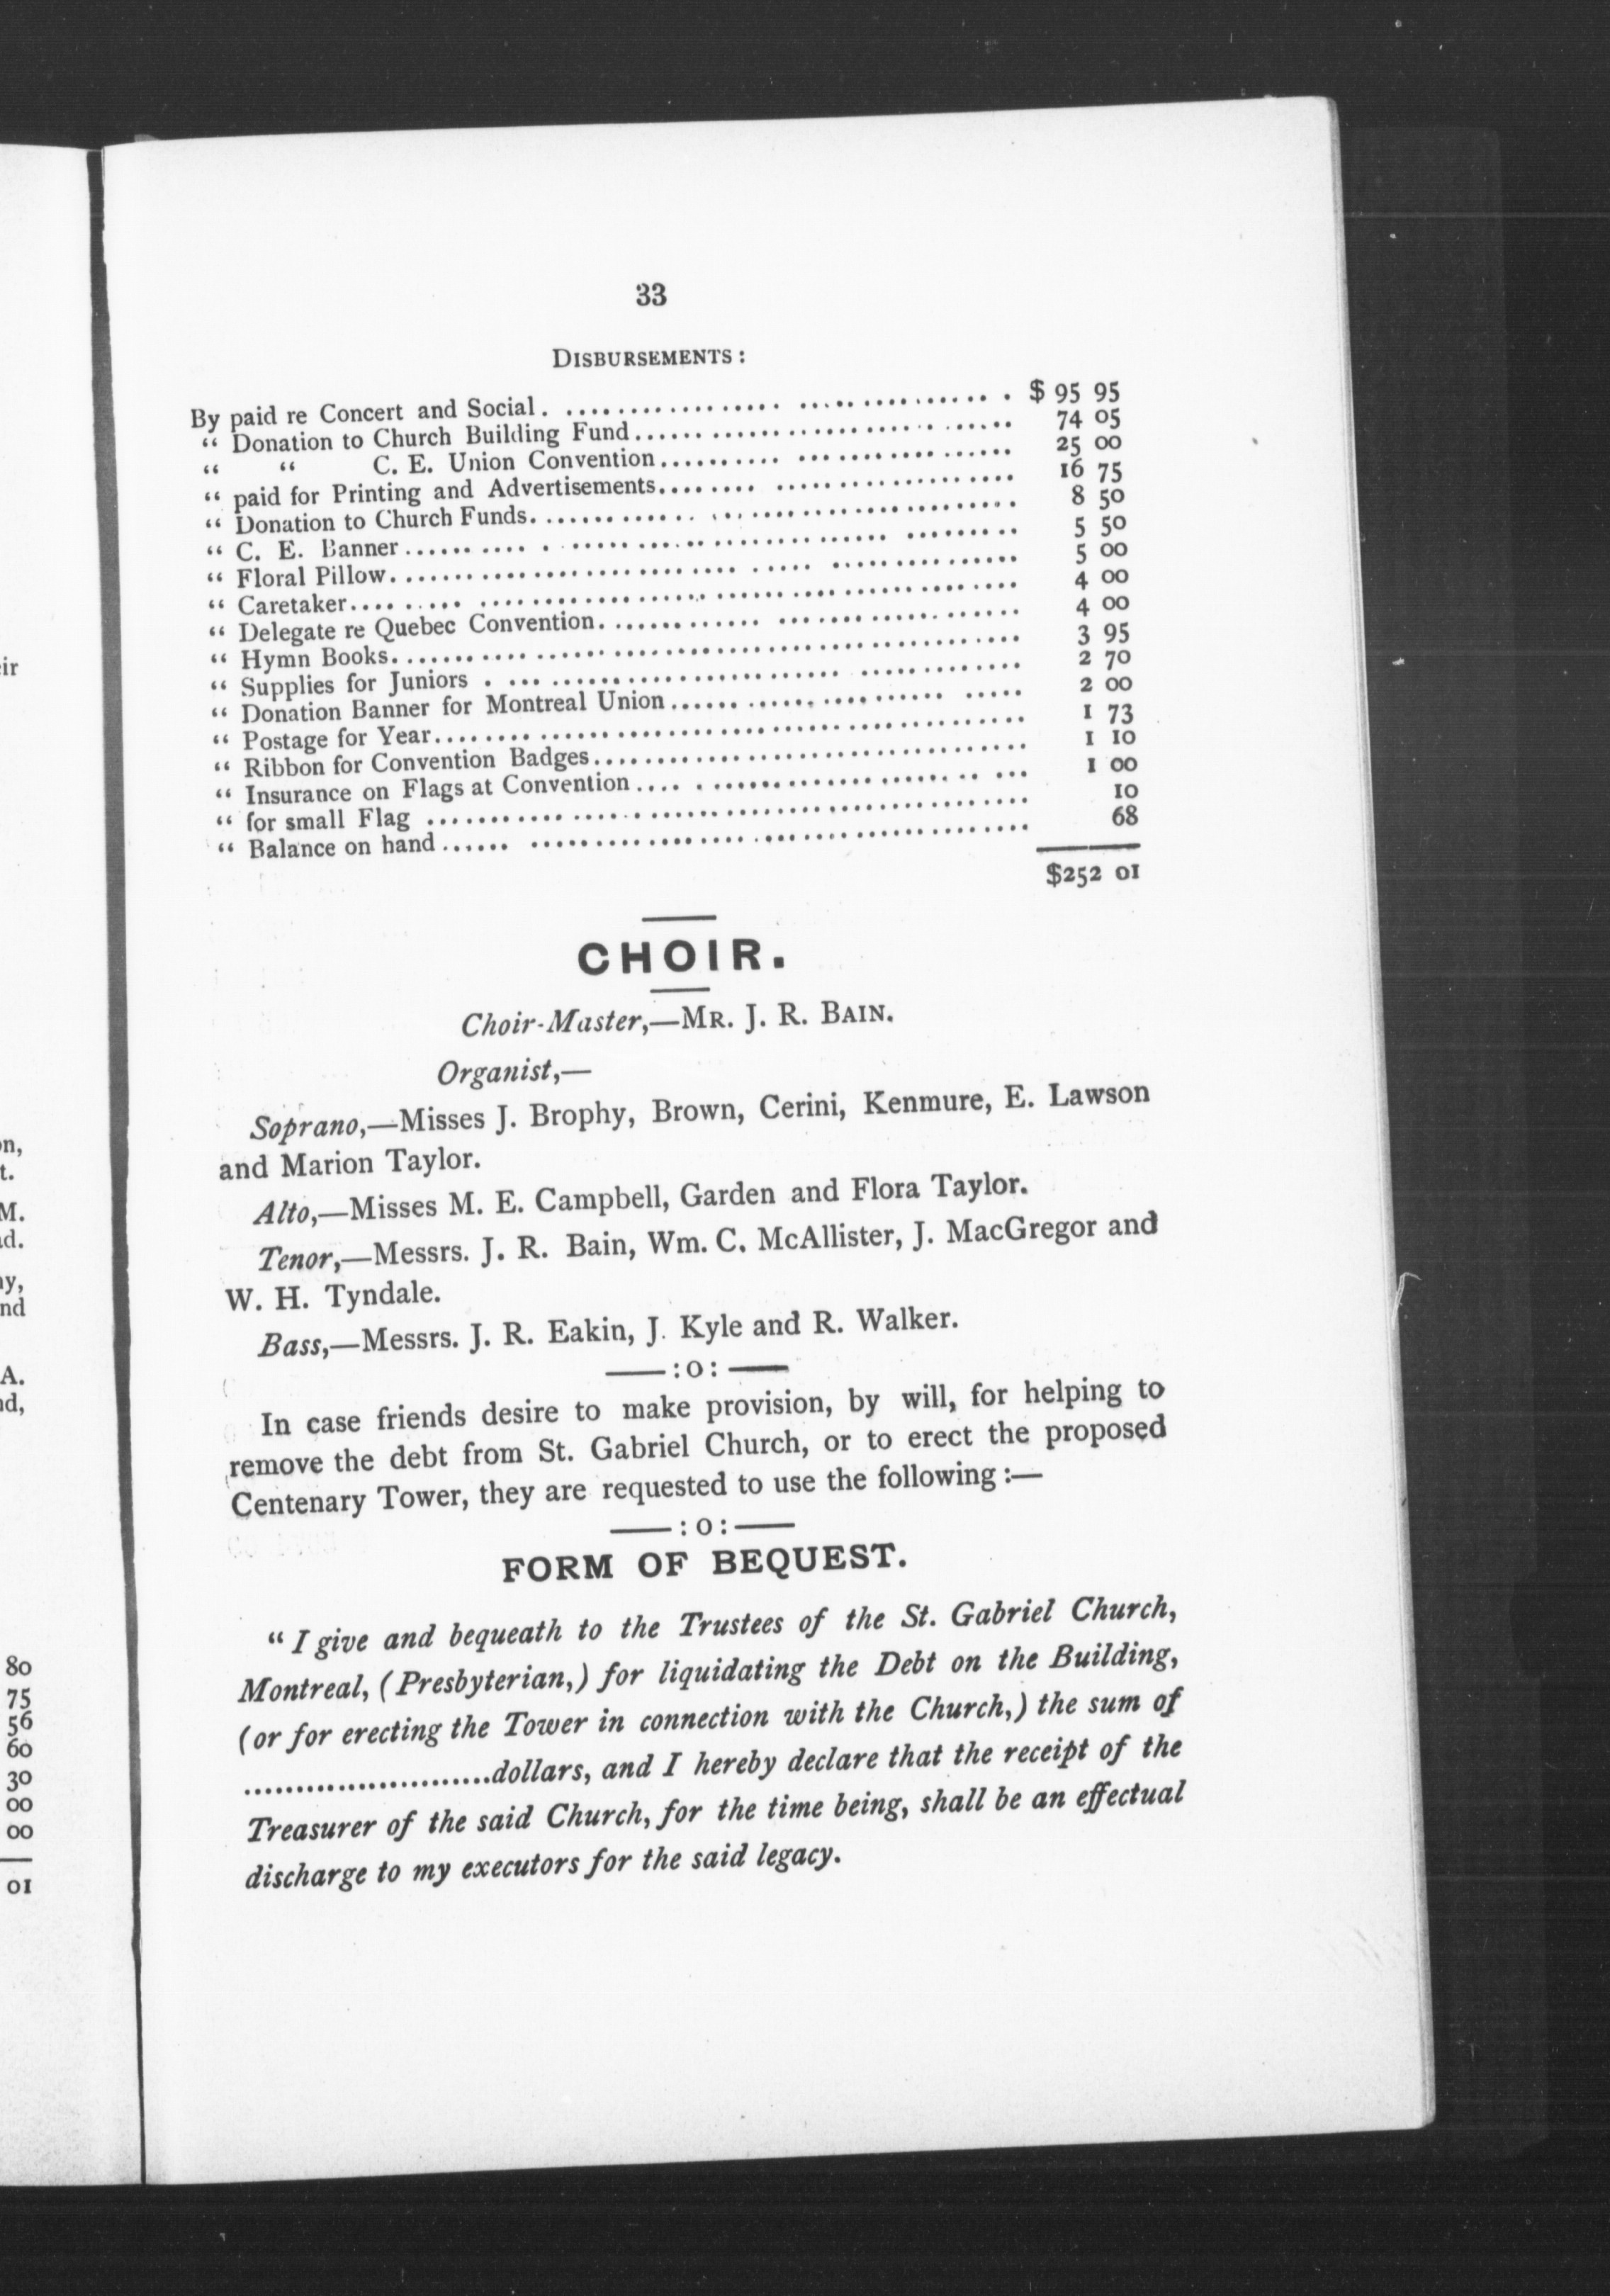 33
DISBURSEMENTS:
By paid re Concert and Social. $ 95 95
“ Donation to Church Building Fund 74 05
“ “ C. E. Union Convention 25 00
“ paid for Printing and Advertisements 16 75
“ Donation to Church Funds 8 50
“ C. E. Banner 5 50
“ Floral Pillow 5 00
“ Caretaker 4 00
“ Delegate re Quebec Convention 4 00
“ Hymn Books 3 95
“ Supplies for Juniors 2 70
“ Donation Banner for Montreal Union 2 00
“ Postage for Year 1 73
“ Ribbon for Convention Badges 1 10
“ Insurance on Flags at Convention 1 00
“ for small Flag 10
“ Balance on hand 68
$252 01
CHOIR.
Choir-Master,—MR. J. R. BAIN.
Organist,—
Soprano,—Misses J. Brophy, Brown, Cerini, Kenmure, E. Lawson
and Marion Taylor.
Alto,—Misses M. E. Campbell, Garden and Flora Taylor.
Tenor,—Messrs. J. R. Bain, Wm. C. McAllister, J. MacGregor and
W. H. Tyndale.
Bass,—Messrs. J. R. Eakin, J. Kyle and R. Walker.
——:o:——
In case friends desire to make provision, by will, for helping to
remove the debt from St. Gabriel Church, or to erect the proposed
Centenary Tower, they are requested to use the following :—
——:o:——
FORM OF BEQUEST.
“ I give and bequeath to the Trustees of the St. Gabriel Church,
Montreal, (Presbyterian,) for liquidating the Debt on the Building,
(or for erecting the Tower in connection with the Church,) the sum of
........................dollars, and I hereby declare that the receipt of the
Treasurer of the said Church, for the time being, shall be an effectual
discharge to my executors for the said legacy.
80
75
56
60
30
00
00
01